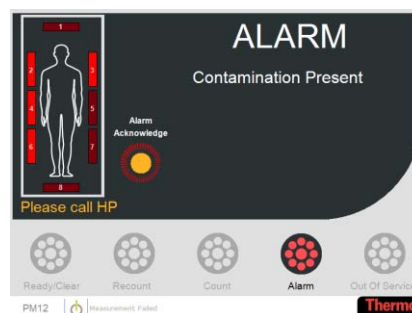 ALARM
Contamination Present
1
2
3
4
5
6
7
8
Alarm
Acknowledge
Please call HP
Ready/Clear
Recount
Count
Alarm
Out Of Service
PM12
Measurement Failed
Thermo